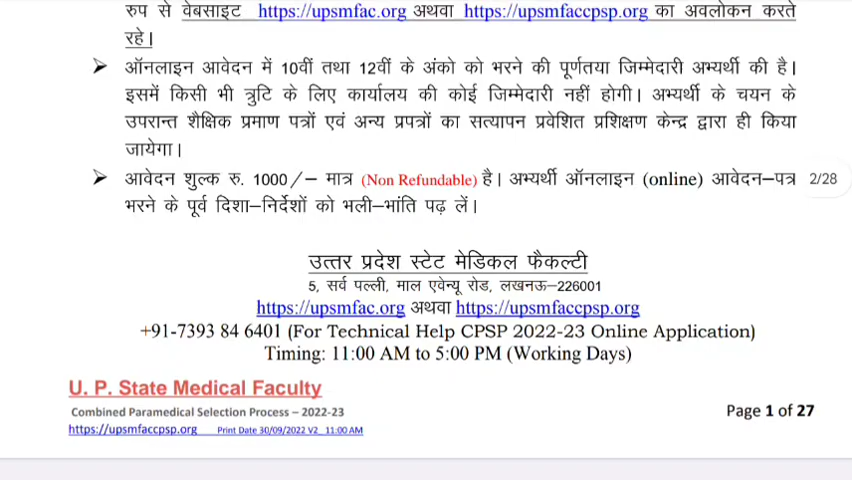 रुप से वेबसाइट https://upsmfac.org अथवा https://upsmfaccpsp.org का अवलोकन करते
रहे।
➤ ऑनलाइन आवेदन में 10वीं तथा 12वीं के अंको को भरने की पूर्णतया जिम्मेदारी अभ्यर्थी की है।
इसमें किसी भी त्रुटि के लिए कार्यालय की कोई जिम्मेदारी नहीं होगी। अभ्यर्थी के चयन के
उपरान्त शैक्षिक प्रमाण पत्रों एवं अन्य प्रपत्रों का सत्यापन प्रवेशित प्रशिक्षण केन्द्र द्वारा ही किया
जायेगा।
➤ आवेदन शुल्क रु. 1000/– मात्र (Non Refundable) है। अभ्यर्थी ऑनलाइन (online) आवेदन–पत्र
2/28
भरने के पूर्व दिशा–निर्देशों को भली–भांति पढ़ लें।
उत्तर प्रदेश स्टेट मेडिकल फैकल्टी
5, सर्व पल्ली, माल एवेन्यू रोड, लखनऊ–226001
https://upsmfac.org अथवा https://upsmfaccpsp.org
+91-7393 84 6401 (For Technical Help CPSP 2022-23 Online Application)
Timing: 11:00 AM to 5:00 PM (Working Days)
U. P. State Medical Faculty
Combined Paramedical Selection Process – 2022-23
Page 1 of 27
https://upsmfaccpsp.org Print Date 30/09/2022 V2_ 11:00 AM